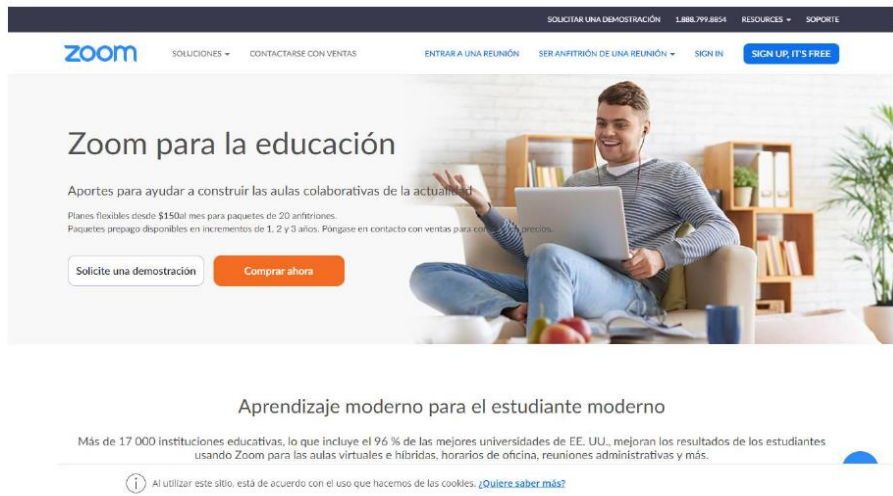 SOLICITAR UNA DEMOSTRACIÓN 1.888.799.8854 RESOURCES SOPORTE
zoom SOLUCIONES CONTACTARSE CON VENTAS ENTRAR A UNA REUNIÓN SER ANFITRIÓN DE UNA REUNIÓN SIGN IN SIGN UP, IT'S FREE
Zoom para la educación
Aportes para ayudar a construir las aulas colaborativas de la actualidad
Planes flexibles desde $150al mes para paquetes de 20 anfitriones.
Paquetes prepago disponibles en incrementos de 1, 2 y 3 años. Póngase en contacto con ventas para precios.
Solicite una demostración Comprar ahora
Aprendizaje moderno para el estudiante moderno
Más de 17 000 instituciones educativas, lo que incluye el 96 % de las mejores universidades de EE. UU., mejoran los resultados de los estudiantes
usando Zoom para las aulas virtuales e híbridas, horarios de oficina, reuniones administrativas y más.
Al utilizar este sitio, está de acuerdo con el uso que hacemos de las cookies. ¿Quiere saber más?